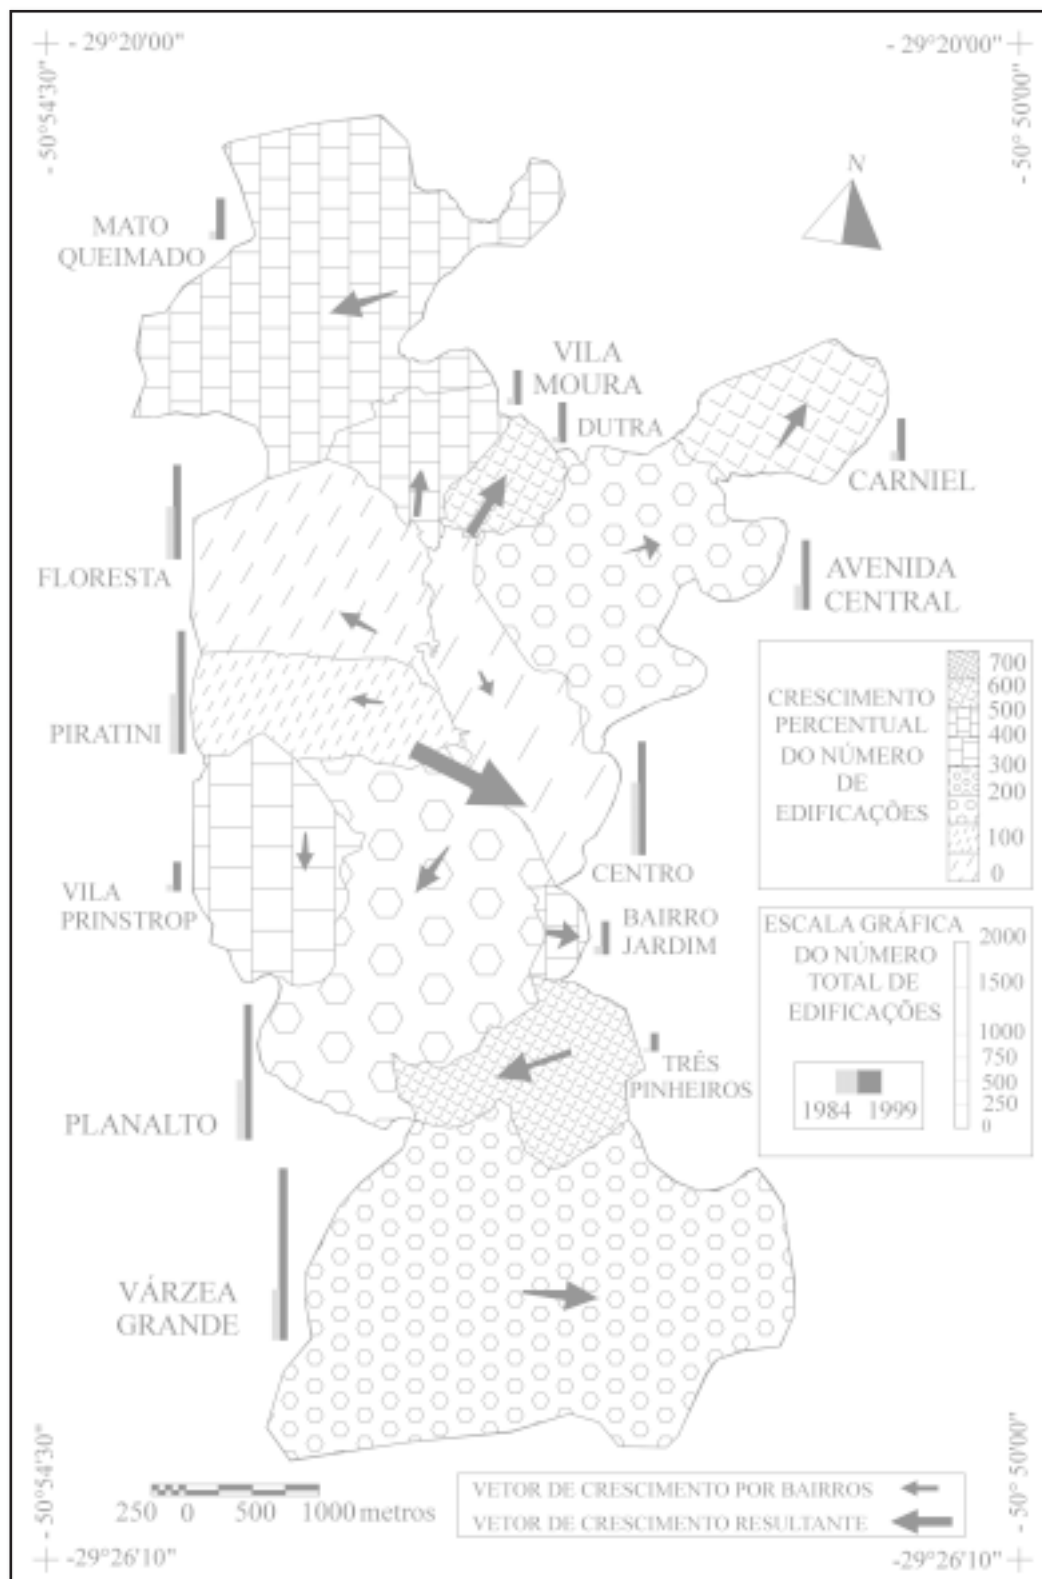 - 29°20'00"
- 29°20'00"
- 50°54'30"
- 50° 50'00"
N
MATO
QUEIMADO
VILA
MOURA
DUTRA
CARNIEL
FLORESTA
AVENIDA
CENTRAL
PIRATINI
CRESCIMENTO
PERCENTUAL
DO NÚMERO
DE
EDIFICAÇÕES
700
600
500
400
300
200
100
0
CENTRO
VILA
PRINSTROP
BAIRRO
JARDIM
ESCALA GRÁFICA
DO NÚMERO
TOTAL DE
EDIFICAÇÕES
2000
1500
1000
750
500
250
0
1984 1999
TRÊS
PINHEIROS
PLANALTO
VÁRZEA
GRANDE
250 0 500 1000 metros
VETOR DE CRESCIMENTO POR BAIRROS
VETOR DE CRESCIMENTO RESULTANTE
- 50°54'30"
- 50° 50'00"
-29°26'10"
-29°26'10"